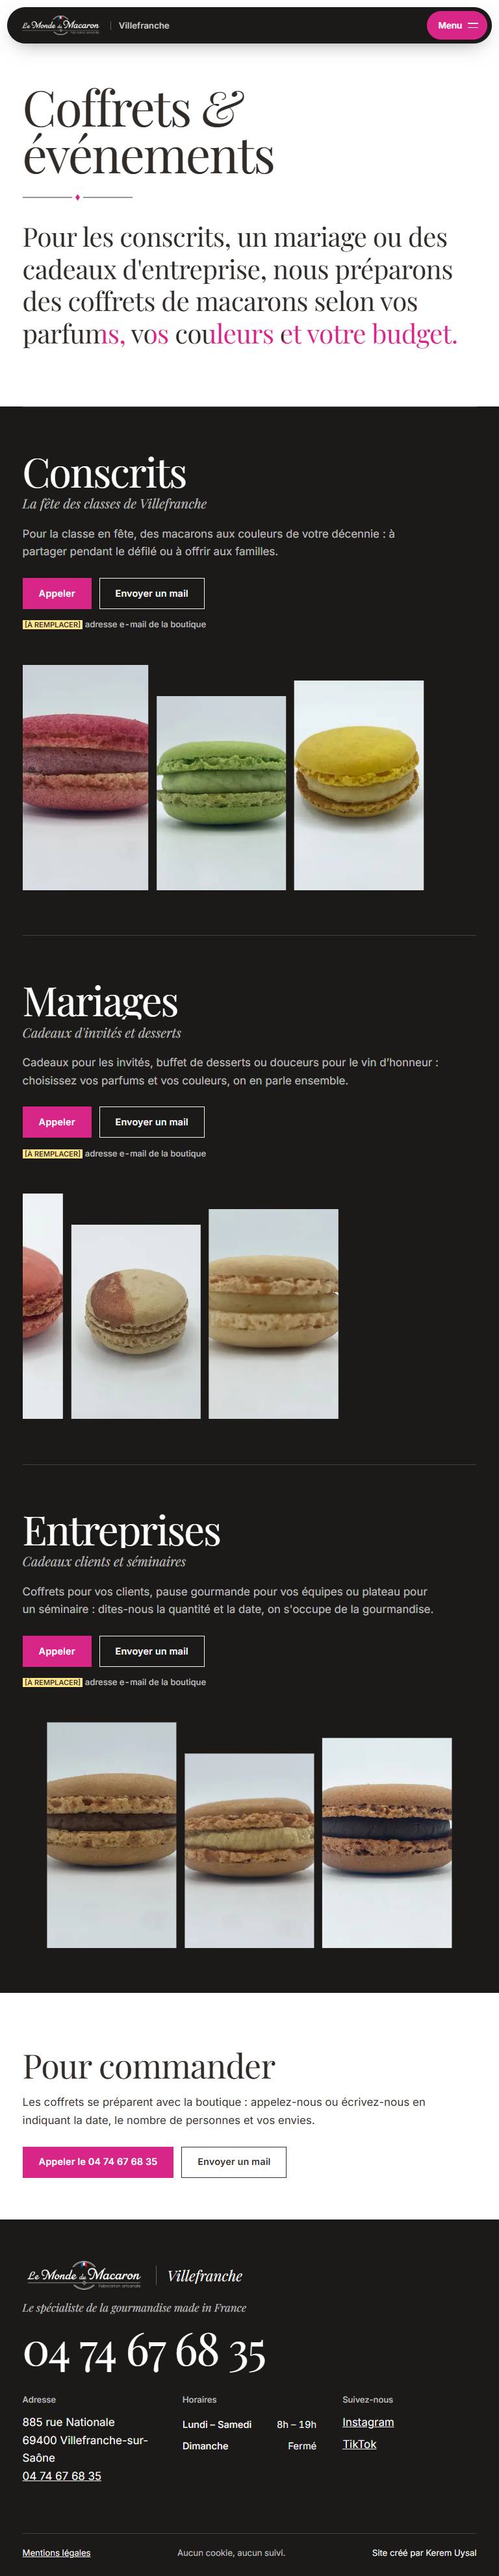 Le Monde du Macaron
Villefranche
Menu
Coffrets &
événements
Pour les conscrits, un mariage ou des
cadeaux d'entreprise, nous préparons
des coffrets de macarons selon vos
parfums, vos couleurs et votre budget.
Conscrits
La fête des classes de Villefranche
Pour la classe en fête, des macarons aux couleurs de votre décennie : à
partager pendant le défilé ou à offrir aux familles.
Appeler
Envoyer un mail
[À REMPLACER] adresse e-mail de la boutique
Mariages
Cadeaux d'invités et desserts
Cadeaux pour les invités, buffet de desserts ou douceurs pour le vin d'honneur :
choisissez vos parfums et vos couleurs, on en parle ensemble.
Appeler
Envoyer un mail
[À REMPLACER] adresse e-mail de la boutique
Entreprises
Cadeaux clients et séminaires
Coffrets pour vos clients, pause gourmande pour vos équipes ou plateau pour
un séminaire : dites-nous la quantité et la date, on s'occupe de la gourmandise.
Appeler
Envoyer un mail
[À REMPLACER] adresse e-mail de la boutique
Pour commander
Les coffrets se préparent avec la boutique : appelez-nous ou écrivez-nous en
indiquant la date, le nombre de personnes et vos envies.
Appeler le 04 74 67 68 35
Envoyer un mail
Le Monde du Macaron
Fabrication artisanale
Villefranche
Le spécialiste de la gourmandise made in France
04 74 67 68 35
Adresse
885 rue Nationale
69400 Villefranche-sur-
Saône
04 74 67 68 35
Horaires
Lundi – Samedi 8h – 19h
Dimanche Fermé
Suivez-nous
Instagram
TikTok
Mentions légales
Aucun cookie, aucun suivi.
Site créé par Kerem Uysal